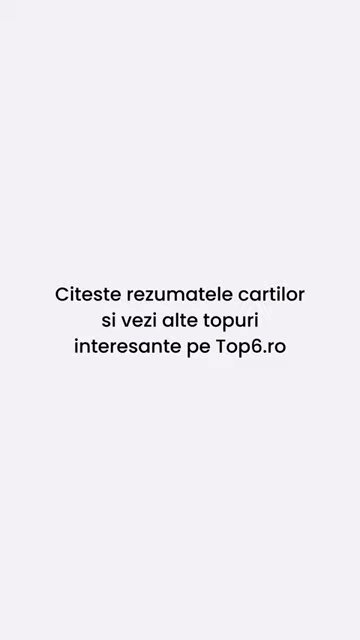 Citeste rezumatele cartilor
si vezi alte topuri
interesante pe Top6.ro